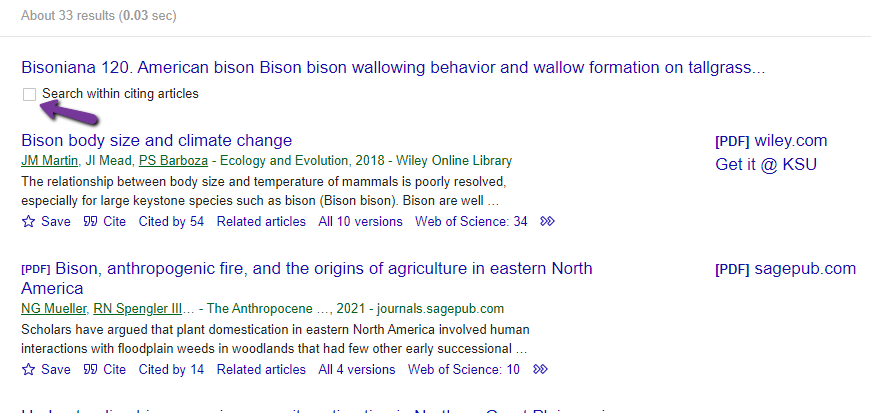 About 33 results (0.03 sec)
Bisoniana 120. American bison Bison bison wallowing behavior and wallow formation on tallgrass...
Search within citing articles
Bison body size and climate change
JM Martin, JI Mead, PS Barboza - Ecology and Evolution, 2018 - Wiley Online Library
The relationship between body size and temperature of mammals is poorly resolved,
especially for large keystone species such as bison (Bison bison). Bison are well …
Save Cite Cited by 54 Related articles All 10 versions Web of Science: 34
[PDF] wiley.com
Get it @ KSU
[PDF] Bison, anthropogenic fire, and the origins of agriculture in eastern North
America
NG Mueller, RN Spengler III… - The Anthropocene …, 2021 - journals.sagepub.com
Scholars have argued that plant domestication in eastern North America involved human
interactions with floodplain weeds in woodlands that had few other early successional …
Save Cite Cited by 14 Related articles All 4 versions Web of Science: 10
[PDF] sagepub.com